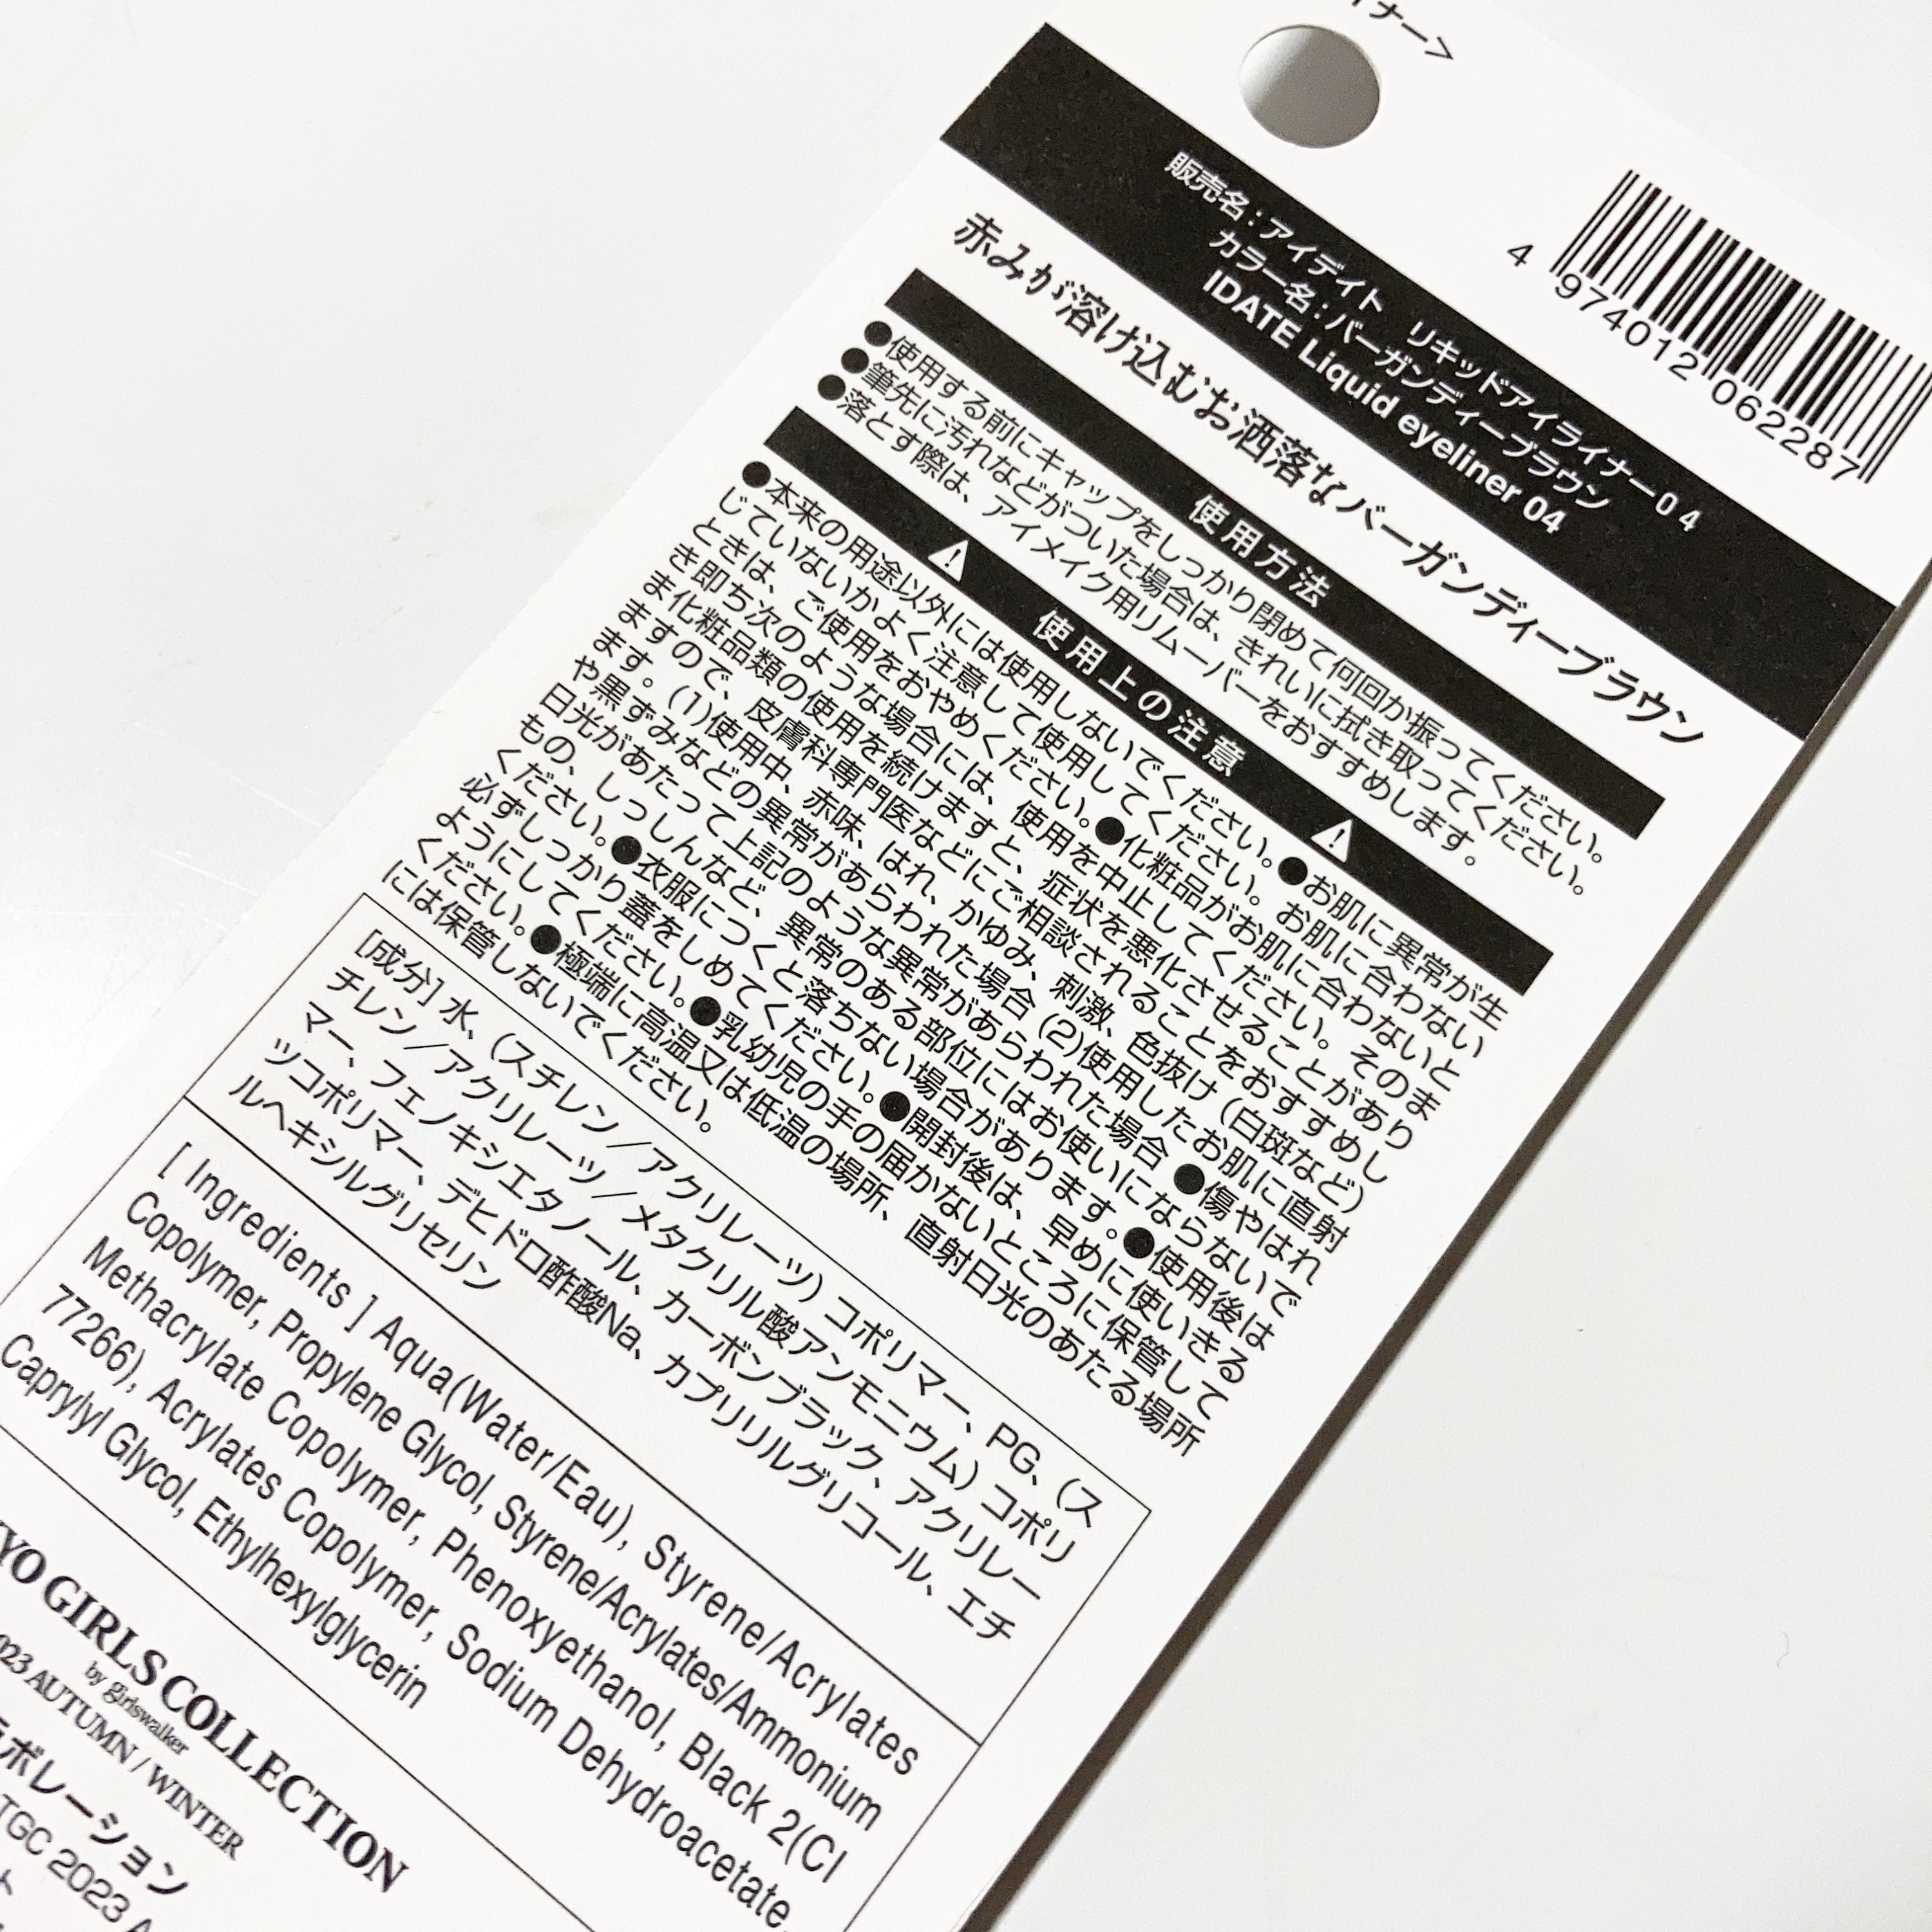 イナー>
4 974012 062287
販売名：アイデイト　リキッドアイライナー０４
カラー名：バーガンディーブラウン
IDATE Liquid eyeliner 04
赤みが溶け込むお洒落なバーガンディーブラウン
使用方法
●使用する前にキャップをしっかり閉めて何回か振ってください。
●筆先に汚れなどがついた場合は、きれいに拭き取ってください。
●落とす際は、アイメイク用リムーバーをおすすめします。
使用上の注意
●本来の用途以外には使用しないでください。●お肌に異常が生
じていないかよく注意して使用してください。お肌に合わない
ときは、ご使用をおやめください。●化粧品がお肌に合わないと
き即ち次のような場合には、使用を中止してください。そのま
ま化粧品類の使用を続けますと、症状を悪化させることがあり
ますので、皮膚科専門医などにご相談されることをおすすめし
ます。(1)使用中、赤味、はれ、かゆみ、刺激、色抜け（白斑など）
や黒ずみなどの異常があらわれた場合 (2)使用したお肌に直射
日光があたって上記のような異常があらわれた場合 ●傷やはれ
もの、しっしんなど、異常のある部位にはお使いにならないで
ください。●衣服につくと落ちない場合があります。●使用後は
必ずしっかり蓋をしめてください。●開封後は、早めに使いきる
ようにしてください。●乳幼児の手の届かないところに保管して
ください。●極端に高温又は低温の場所、直射日光のあたる場所
には保管しないでください。
[成分] 水、（スチレン／アクリレーツ）コポリマー、PG、（ス
チレン／アクリレーツ／メタクリル酸アンモニウム）コポリ
マー、フェノキシエタノール、カーボンブラック、アクリレー
ツコポリマー、デヒドロ酢酸Na、カプリリルグリコール、エチ
ルヘキシルグリセリン
[ Ingredients ] Aqua(Water/Eau), Styrene/Acrylates
Copolymer, Propylene Glycol, Styrene/Acrylates/Ammonium
Methacrylate Copolymer, Phenoxyethanol, Black 2(CI
77266), Acrylates Copolymer, Sodium Dehydroacetate,
Caprylyl Glycol, Ethylhexylglycerin
YO GIRLS COLLECTION
by girlswalker
023 AUTUMN / WINTER
ラボレーション
TGC 2023 A
ト